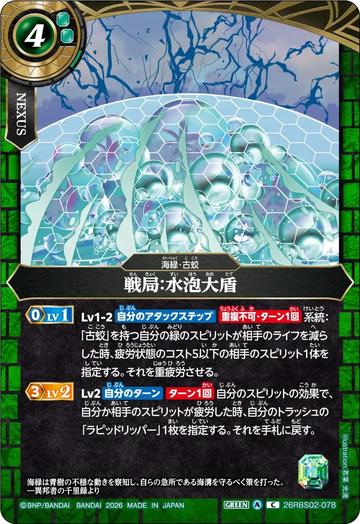 4
NEXUS
海緑・古蛟
戦局:水泡大盾
0 LV1 Lv1-2 自分のアタックステップ 重複不可・ターン1回 系統:
「古蛟」を持つ自分の緑のスピリットが相手のライフを減ら
した時、疲労状態のコスト5以下の相手のスピリット1体を
指定する。それを重疲労させる。
3 LV2 Lv2 自分のターン ターン1回 自分のスピリットの効果で、
自分か相手のスピリットが疲労した時、自分のトラッシュの
「ラピッドリッパー」1枚を指定する。それを手札に戻す。
海緑は青樹の不穏な動きを察知し、自らの急所である海溝を守るべく策を打った。
―異邦者の千里録より
Illustration:若菜 光流
©BNP/BANDAI BANDAI 2026 MADE IN JAPAN
GREEN A C 26RBS02-078